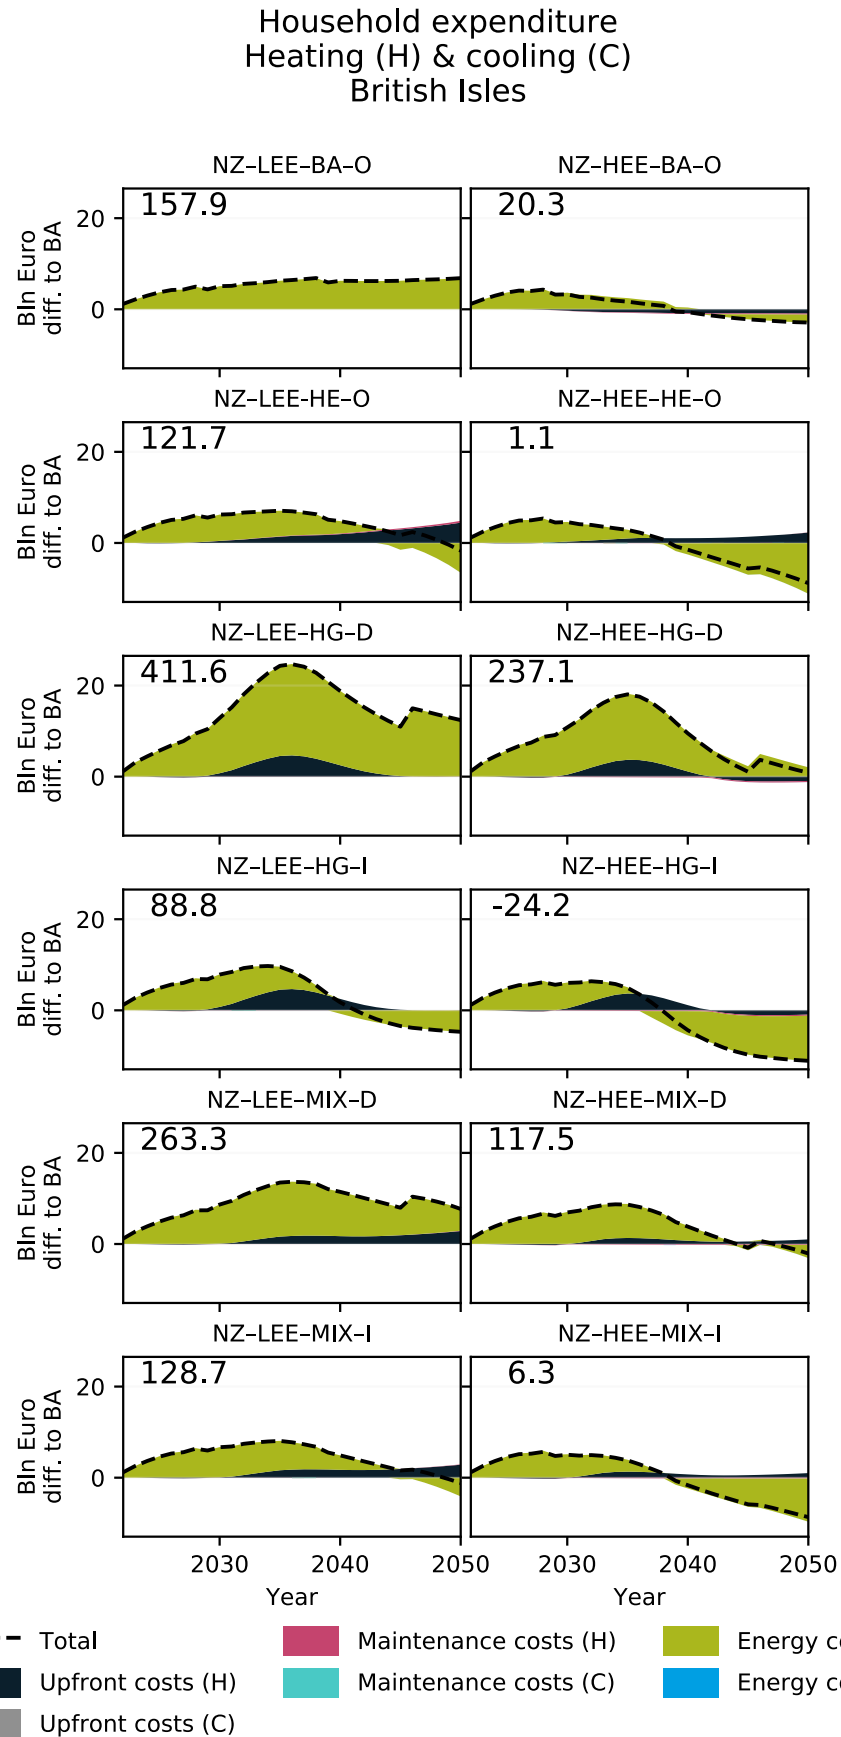 Household expenditure
Heating (H) & cooling (C)
British Isles
NZ–LEE–BA–O
NZ–HEE–BA–O
157.9
20.3
20
0
Bln Euro
diff. to BA
NZ–LEE–HE–O
NZ–HEE–HE–O
121.7
1.1
20
0
Bln Euro
diff. to BA
NZ–LEE–HG–D
NZ–HEE–HG–D
411.6
237.1
20
0
Bln Euro
diff. to BA
NZ–LEE–HG–I
NZ–HEE–HG–I
88.8
-24.2
20
0
Bln Euro
diff. to BA
NZ–LEE–MIX–D
NZ–HEE–MIX–D
263.3
117.5
20
0
Bln Euro
diff. to BA
NZ–LEE–MIX–I
NZ–HEE–MIX–I
128.7
6.3
20
0
Bln Euro
diff. to BA
2030 2040 2050 2030 2040 2050
Year Year
Total
Maintenance costs (H)
Energy
Upfront costs (H)
Maintenance costs (C)
Energy
Upfront costs (C)